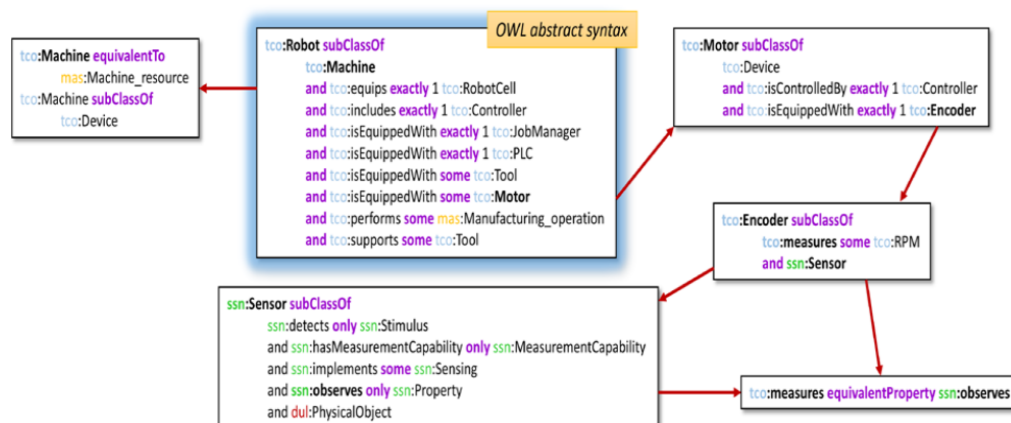 OWL abstract syntax
tco:Machine equivalentTo
mas:Machine_resource
tco:Machine subClassOf
tco:Device
tco:Robot subClassOf
tco:Machine
and tco:equips exactly 1 tco:RobotCell
and tco:includes exactly 1 tco:Controller
and tco:isEquippedWith exactly 1 tco:JobManager
and tco:isEquippedWith exactly 1 tco:PLC
and tco:isEquippedWith some tco:Tool
and tco:isEquippedWith some tco:Motor
and tco:performs some mas:Manufacturing_operation
and tco:supports some tco:Tool
tco:Motor subClassOf
tco:Device
and tco:isControlledBy exactly 1 tco:Controller
and tco:isEquippedWith exactly 1 tco:Encoder
tco:Encoder subClassOf
tco:measures some tco:RPM
and ssn:Sensor
ssn:Sensor subClassOf
ssn:detects only ssn:Stimulus
and ssn:hasMeasurementCapability only ssn:MeasurementCapability
and ssn:implements some ssn:Sensing
and ssn:observes only ssn:Property
and dul:PhysicalObject
tco:measures equivalentProperty ssn:observes